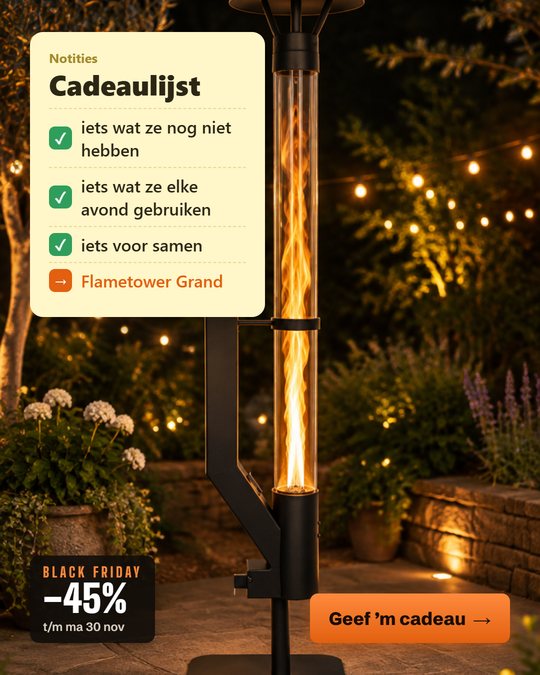 Notities
Cadeaulijst
iets wat ze nog niet
hebben
iets wat ze elke
avond gebruiken
iets voor samen
→ Flametower Grand
BLACK FRIDAY
–45%
t/m ma 30 nov
Geef ’m cadeau →